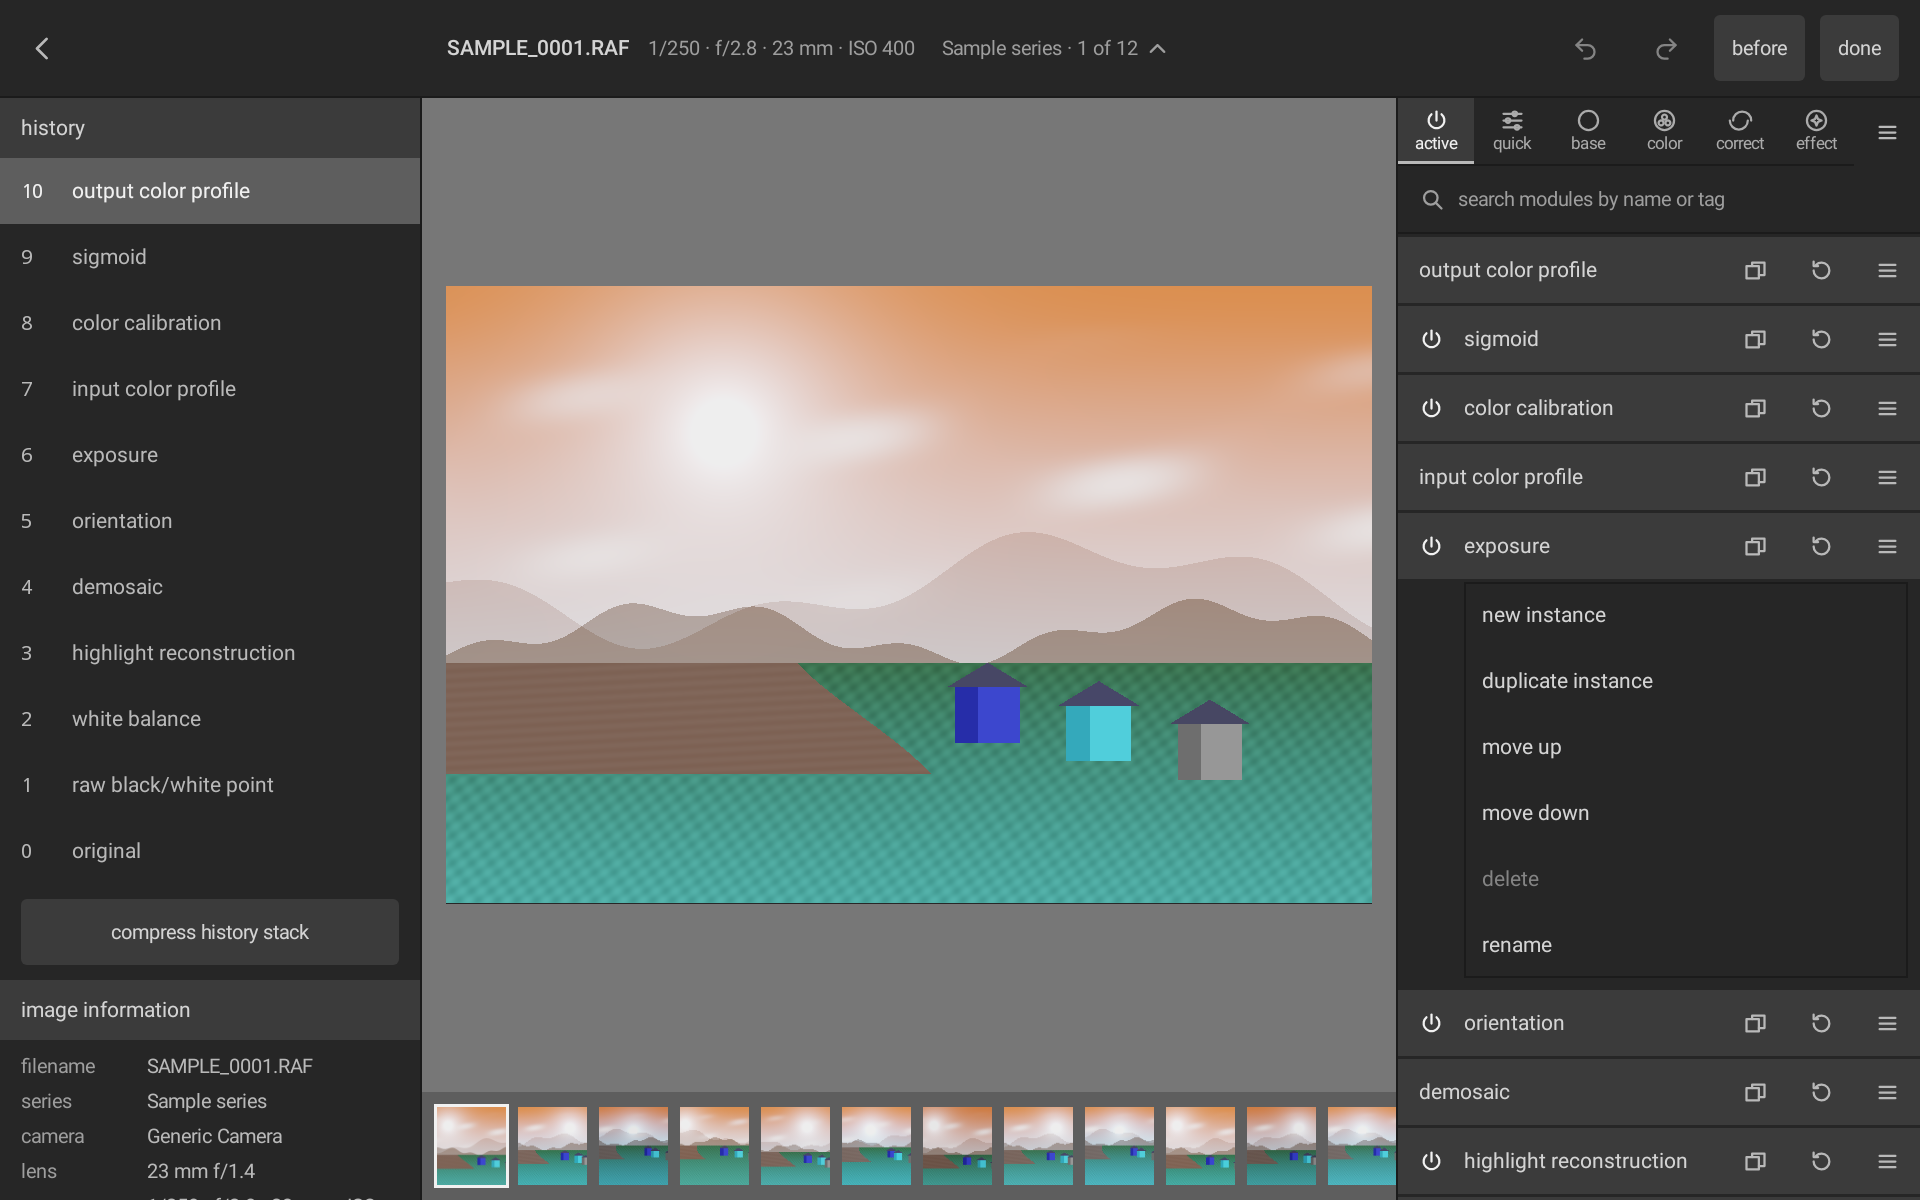 SAMPLE_0001.RAF 1/250 · f/2.8 · 23 mm · ISO 400 Sample series · 1 of 12
before
done
history
10 output color profile
9 sigmoid
8 color calibration
7 input color profile
6 exposure
5 orientation
4 demosaic
3 highlight reconstruction
2 white balance
1 raw black/white point
0 original
compress history stack
image information
filename SAMPLE_0001.RAF
series Sample series
camera Generic Camera
lens 23 mm f/1.4
active quick base color correct effect
search modules by name or tag
output color profile
sigmoid
color calibration
input color profile
exposure
new instance
duplicate instance
move up
move down
delete
rename
orientation
demosaic
highlight reconstruction